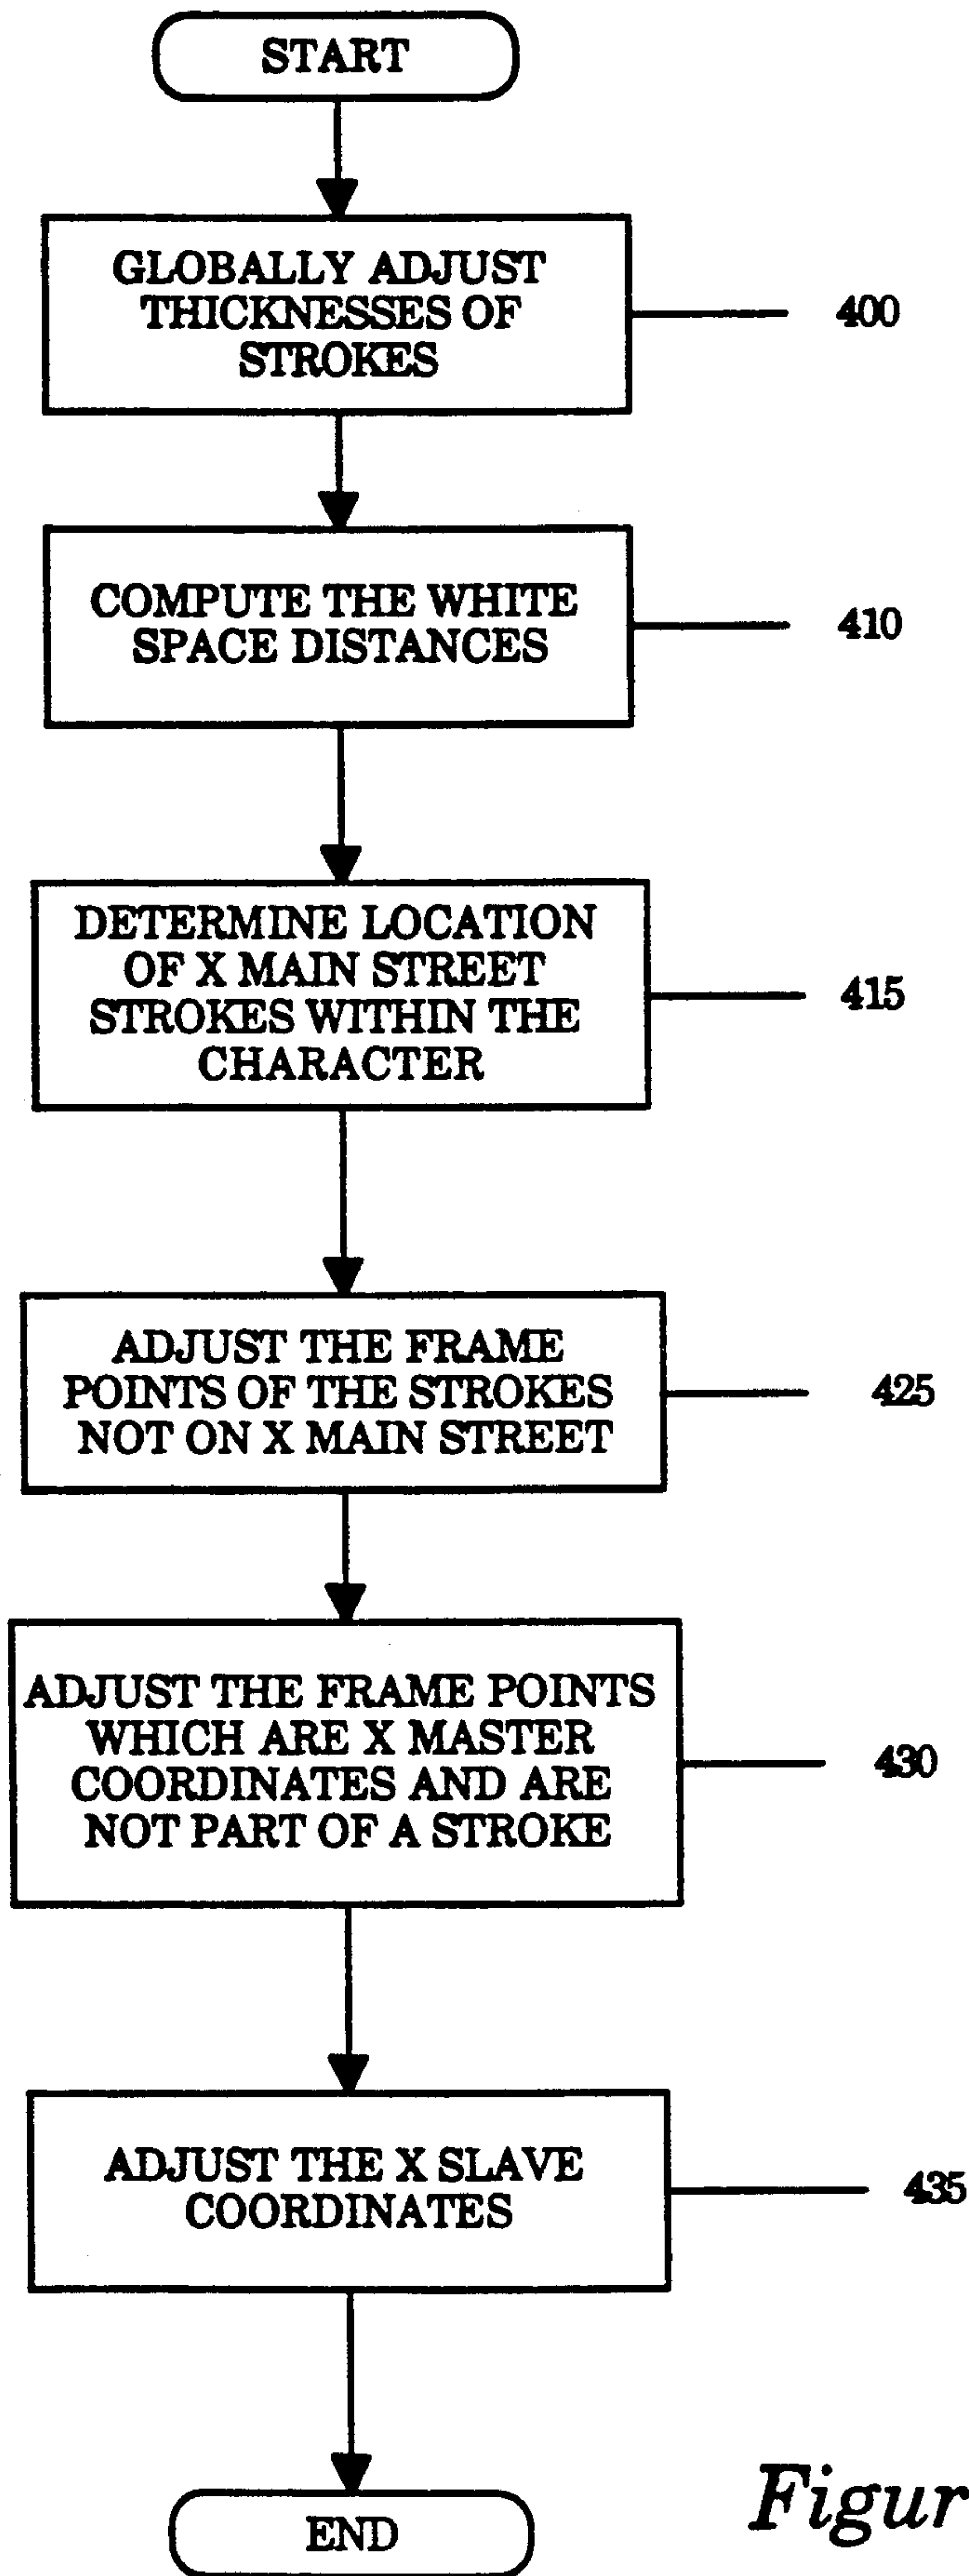 START
GLOBALLY ADJUST
THICKNESSES OF
STROKES
400
COMPUTE THE WHITE
SPACE DISTANCES
410
DETERMINE LOCATION
OF X MAIN STREET
STROKES WITHIN THE
CHARACTER
415
ADJUST THE FRAME
POINTS OF THE STROKES
NOT ON X MAIN STREET
425
ADJUST THE FRAME POINTS
WHICH ARE X MASTER
COORDINATES AND ARE
NOT PART OF A STROKE
430
ADJUST THE X SLAVE
COORDINATES
435
END
Figur